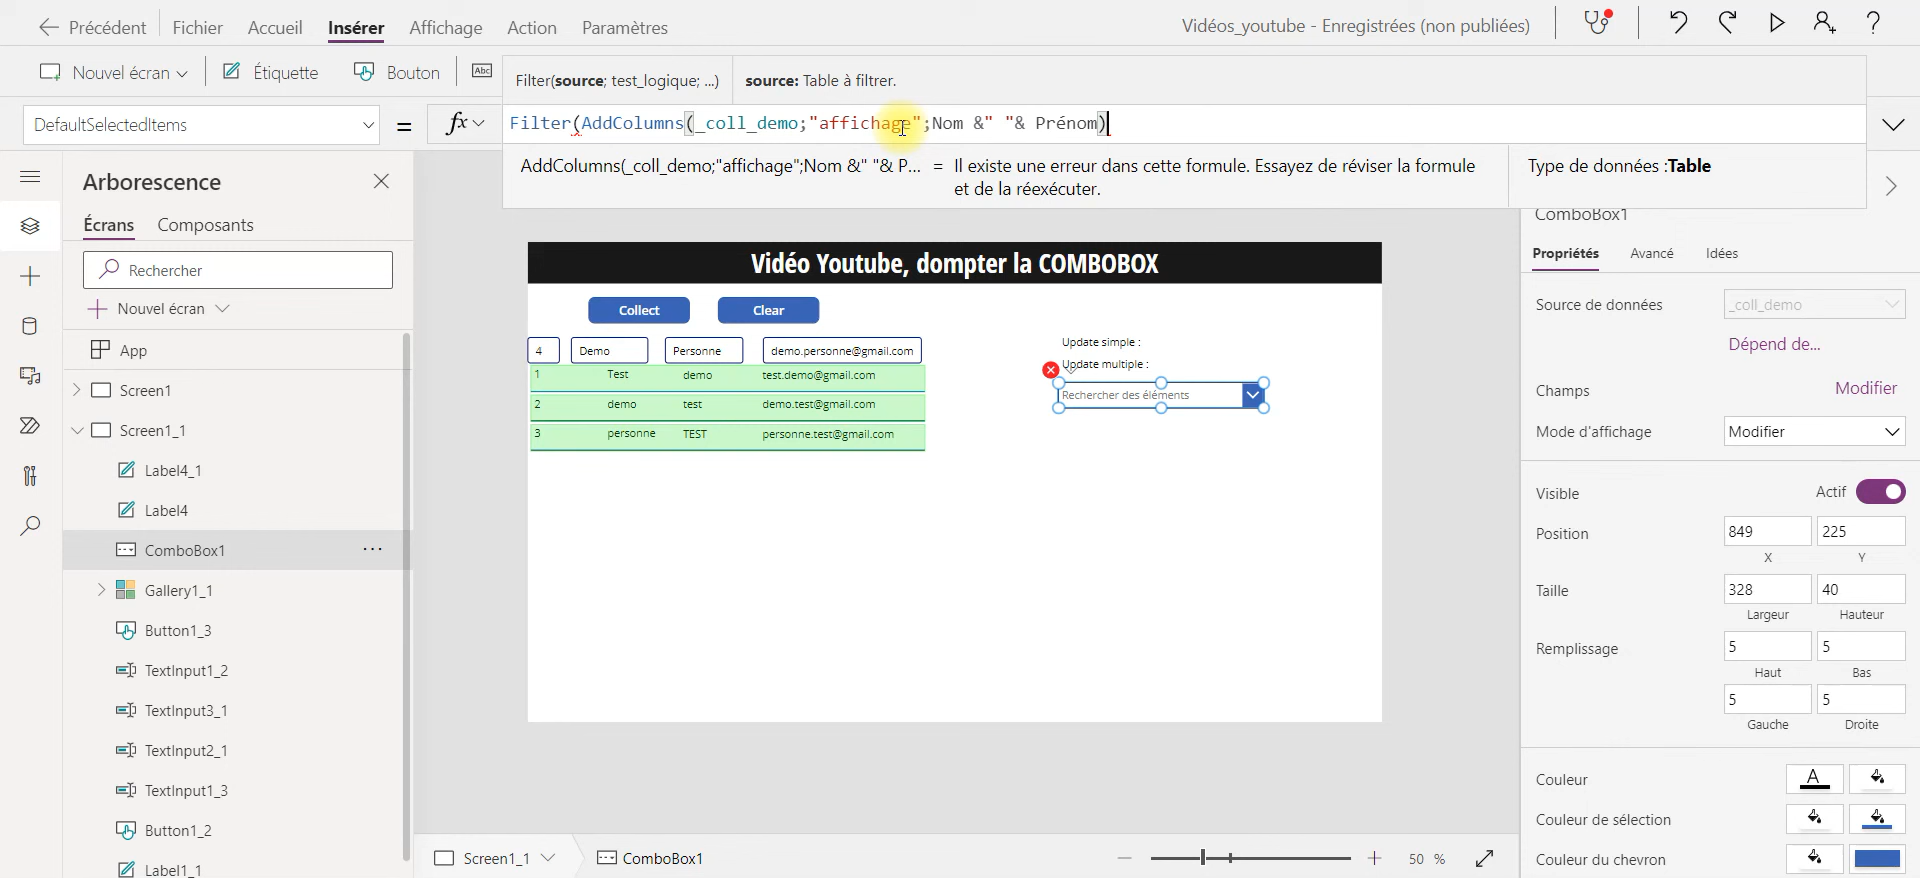 Précédent Fichier Accueil Insérer Affichage Action Paramètres Vidéos_youtube - Enregistrées (non publiées) ?
Nouvel écran Étiquette Bouton Abc
Filter(source; test_logique; ...) source: Table à filtrer.
DefaultSelectedItems = fx Filter(AddColumns(_coll_demo;"affichage";Nom &" "& Prénom)
AddColumns(_coll_demo;"affichage";Nom &" "& P... = Il existe une erreur dans cette formule. Essayez de réviser la formule
et de la réexécuter.
Type de données :Table
Arborescence
Écrans Composants
Rechercher
Nouvel écran
App
Screen1
Screen1_1
Label4_1
Label4
ComboBox1 ...
Gallery1_1
Button1_3
TextInput1_2
TextInput3_1
TextInput2_1
TextInput1_3
Button1_2
Label1_1
Vidéo Youtube, dompter la COMBOBOX
Collect Clear
4 Demo Personne demo.personne@gmail.com
1 Test demo test.demo@gmail.com
2 demo test demo.test@gmail.com
3 personne TEST personne.test@gmail.com
Update simple :
Update multiple :
Rechercher des éléments
Screen1_1 ComboBox1 50 %
ComboBox1
Propriétés Avancé Idées
Source de données _coll_demo
Dépend de...
Champs Modifier
Mode d'affichage Modifier
Visible Actif
Position 849 225
X Y
Taille 328 40
Largeur Hauteur
Remplissage 5 5
Haut Bas
5 5
Gauche Droite
Couleur A
Couleur de sélection
Couleur du chevron